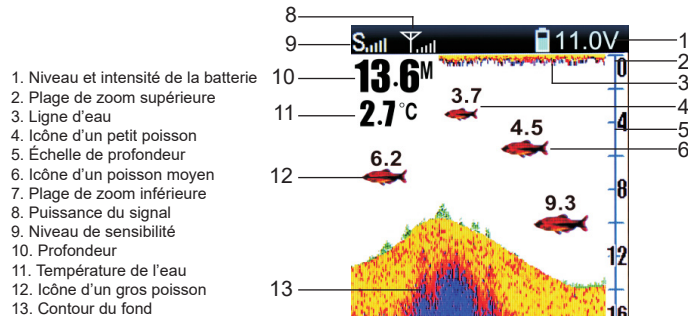 1. Niveau et intensité de la batterie
2. Plage de zoom supérieure
3. Ligne d'eau
4. Icône d'un petit poisson
5. Échelle de profondeur
6. Icône d'un poisson moyen
7. Plage de zoom inférieure
8. Puissance du signal
9. Niveau de sensibilité
10. Profondeur
11. Température de l'eau
12. Icône d'un gros poisson
13. Contour du fond
8
9
S
11.0V
1
10
13.6M
0
2
3
11
2.7°C
3.7
4
4
5
4.5
6
12
6.2
8
9.3
12
13
16